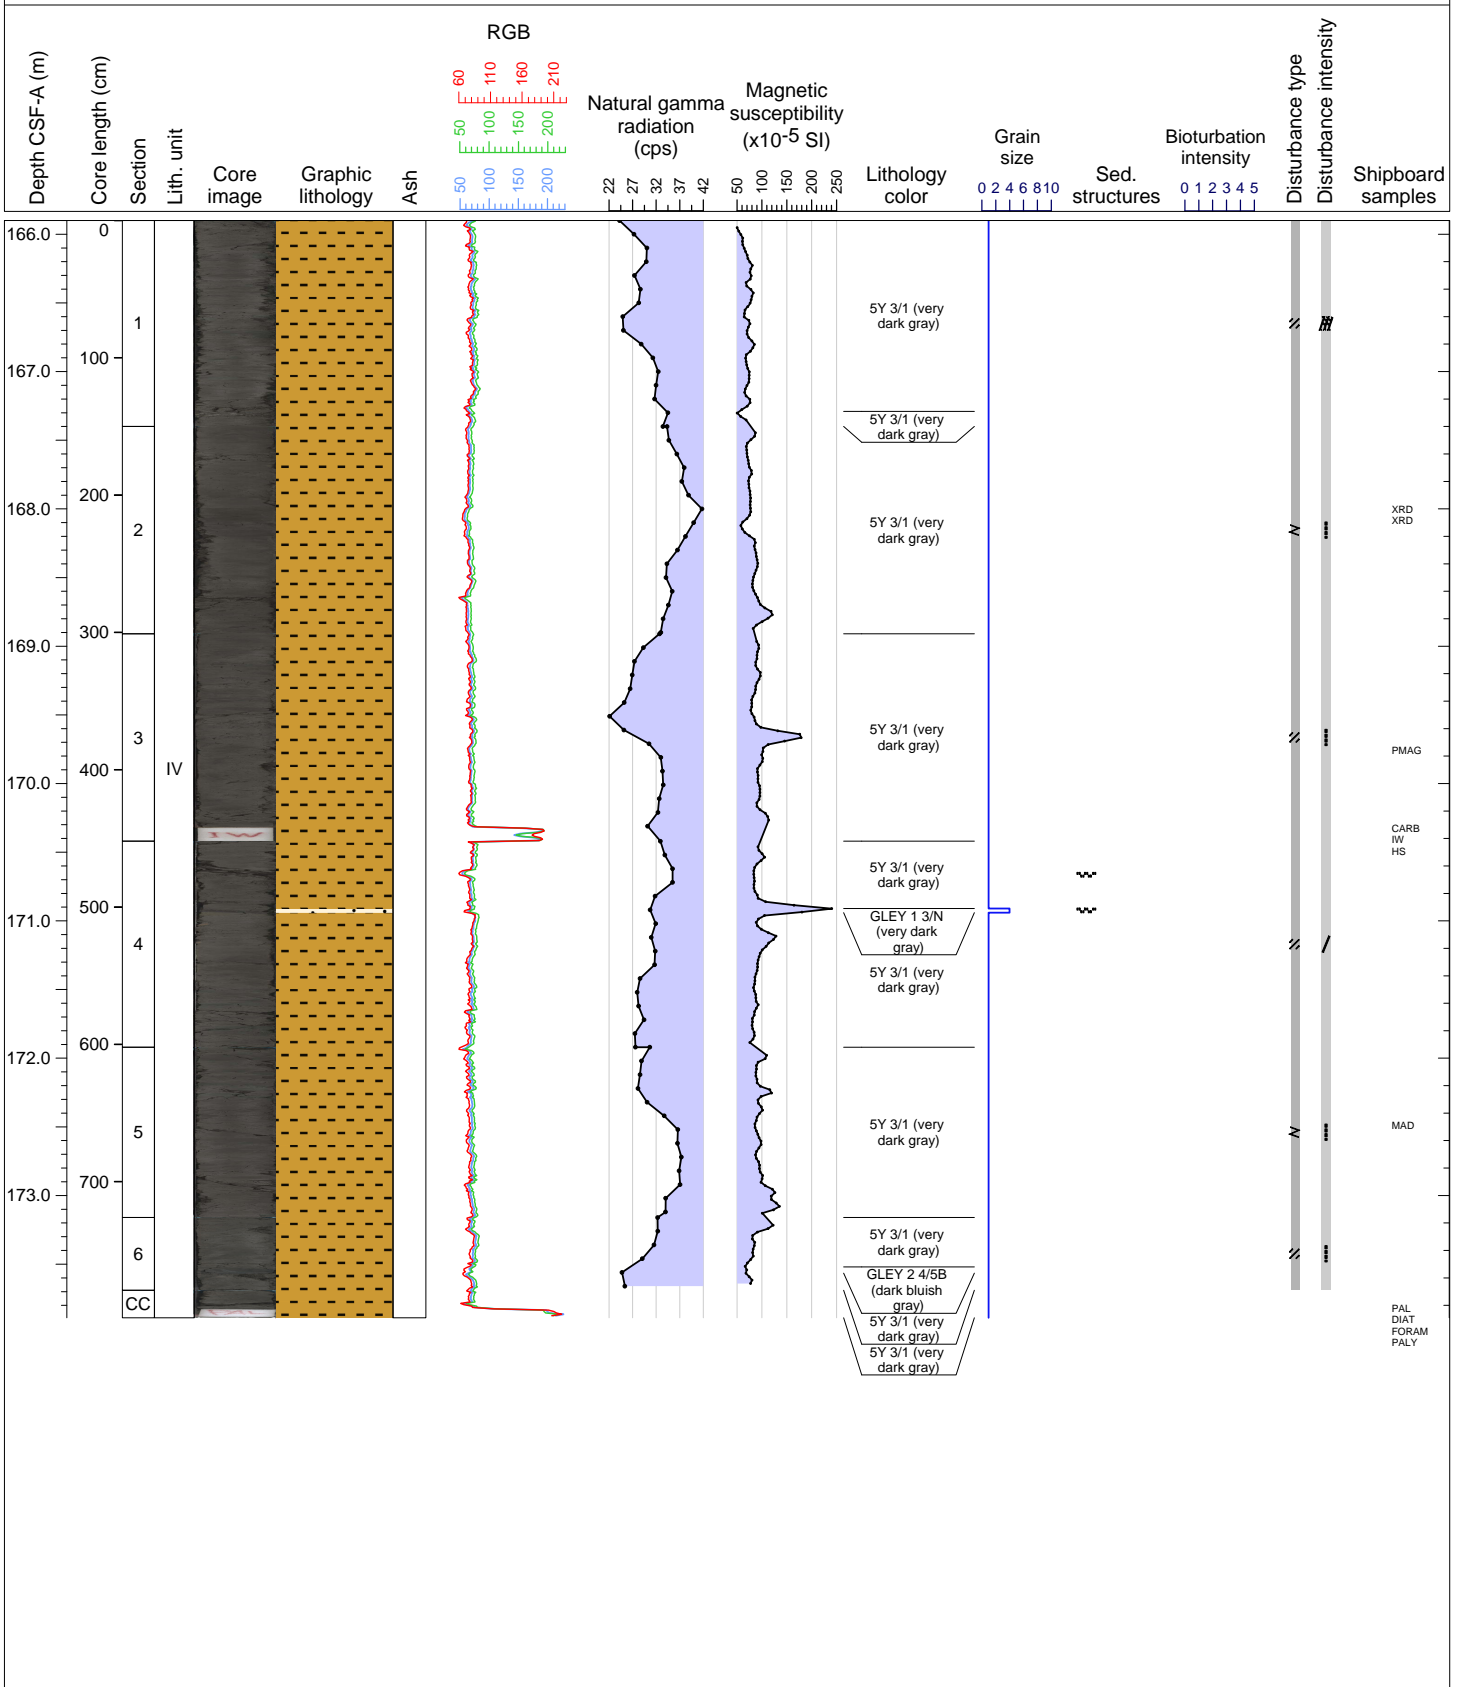 Depth CSF-A (m)
Core length (cm)
Section
Lith. unit
Core
image
Graphic
lithology
Ash
RGB
60 110 160 210
50 100 150 200
50 100 150 200
Natural gamma
radiation
(cps)
22 27 32 37 42
Magnetic
susceptibility
(x10-5 SI)
50 100 150 200 250
Lithology
color
Grain
size
0 2 4 6 8 10
Sed.
structures
Bioturbation
intensity
0 1 2 3 4 5
Disturbance type
Disturbance intensity
Shipboard
samples
166.0
167.0
168.0
169.0
170.0
171.0
172.0
173.0
0
100
200
300
400
500
600
700
1
2
3
4
5
6
CC
IV
IW
5Y 3/1 (very
dark gray)
5Y 3/1 (very
dark gray)
5Y 3/1 (very
dark gray)
5Y 3/1 (very
dark gray)
5Y 3/1 (very
dark gray)
GLEY 1 3/N
(very dark
gray)
5Y 3/1 (very
dark gray)
5Y 3/1 (very
dark gray)
5Y 3/1 (very
dark gray)
GLEY 2 4/5B
(dark bluish
gray)
5Y 3/1 (very
dark gray)
5Y 3/1 (very
dark gray)
XRD
XRD
PMAG
CARB
IW
HS
MAD
PAL
DIAT
FORAM
PALY